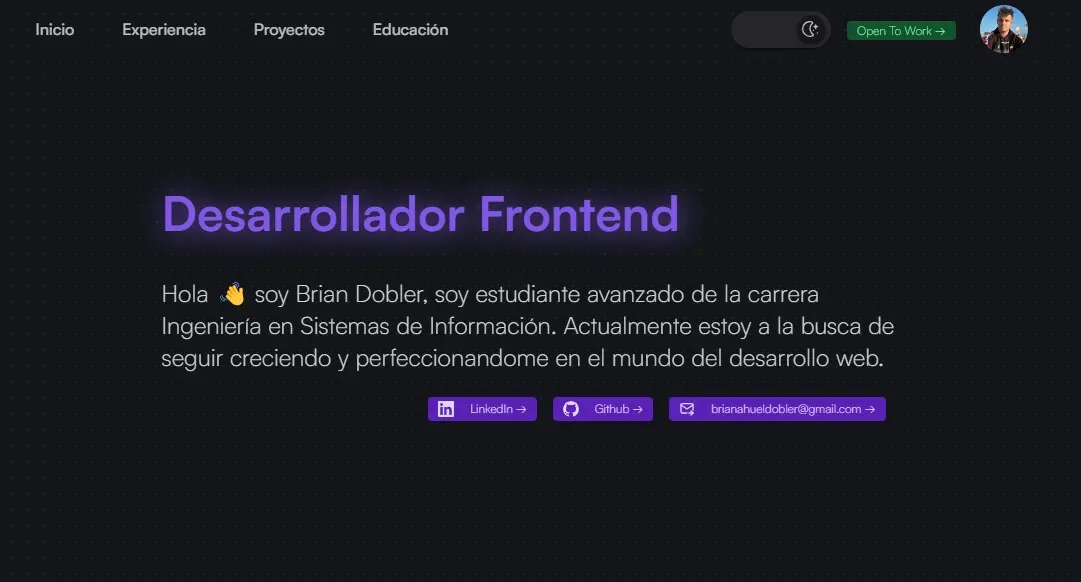 Inicio
Experiencia
Proyectos
Educación
Open To Work →
Desarrollador Frontend
Hola 👋 soy Brian Dobler, soy estudiante avanzado de la carrera
Ingeniería en Sistemas de Información. Actualmente estoy a la busca de
seguir creciendo y perfeccionandome en el mundo del desarrollo web.
LinkedIn →
Github →
brianahueldobler@gmail.com →